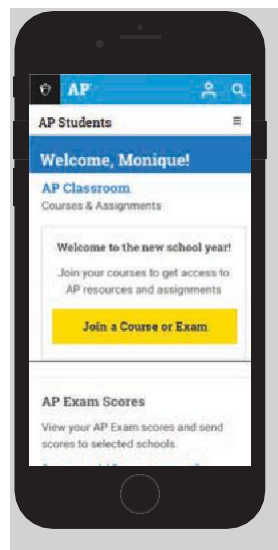 AP
AP Students
Welcome, Monique!
AP Classroom
Courses & Assignments
Welcome to the new school year!
Join your courses to get access to
AP resources and assignments
Join a Course or Exam
AP Exam Scores
View your AP Exam scores and send
scores to selected schools.